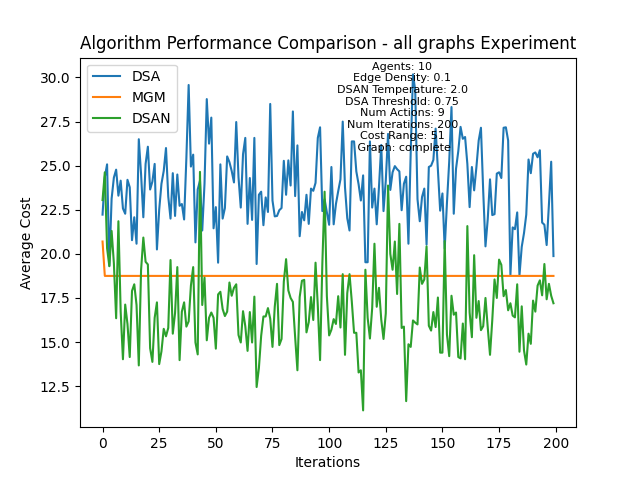 Algorithm Performance Comparison - all graphs Experiment
Agents: 10
Edge Density: 0.1
DSAN Temperature: 2.0
DSA Threshold: 0.75
Num Actions: 9
Num Iterations: 200
Cost Range: 51
Graph: complete
DSA
MGM
DSAN
Average Cost
30.0
27.5
25.0
22.5
20.0
17.5
15.0
12.5
0 25 50 75 100 125 150 175 200
Iterations